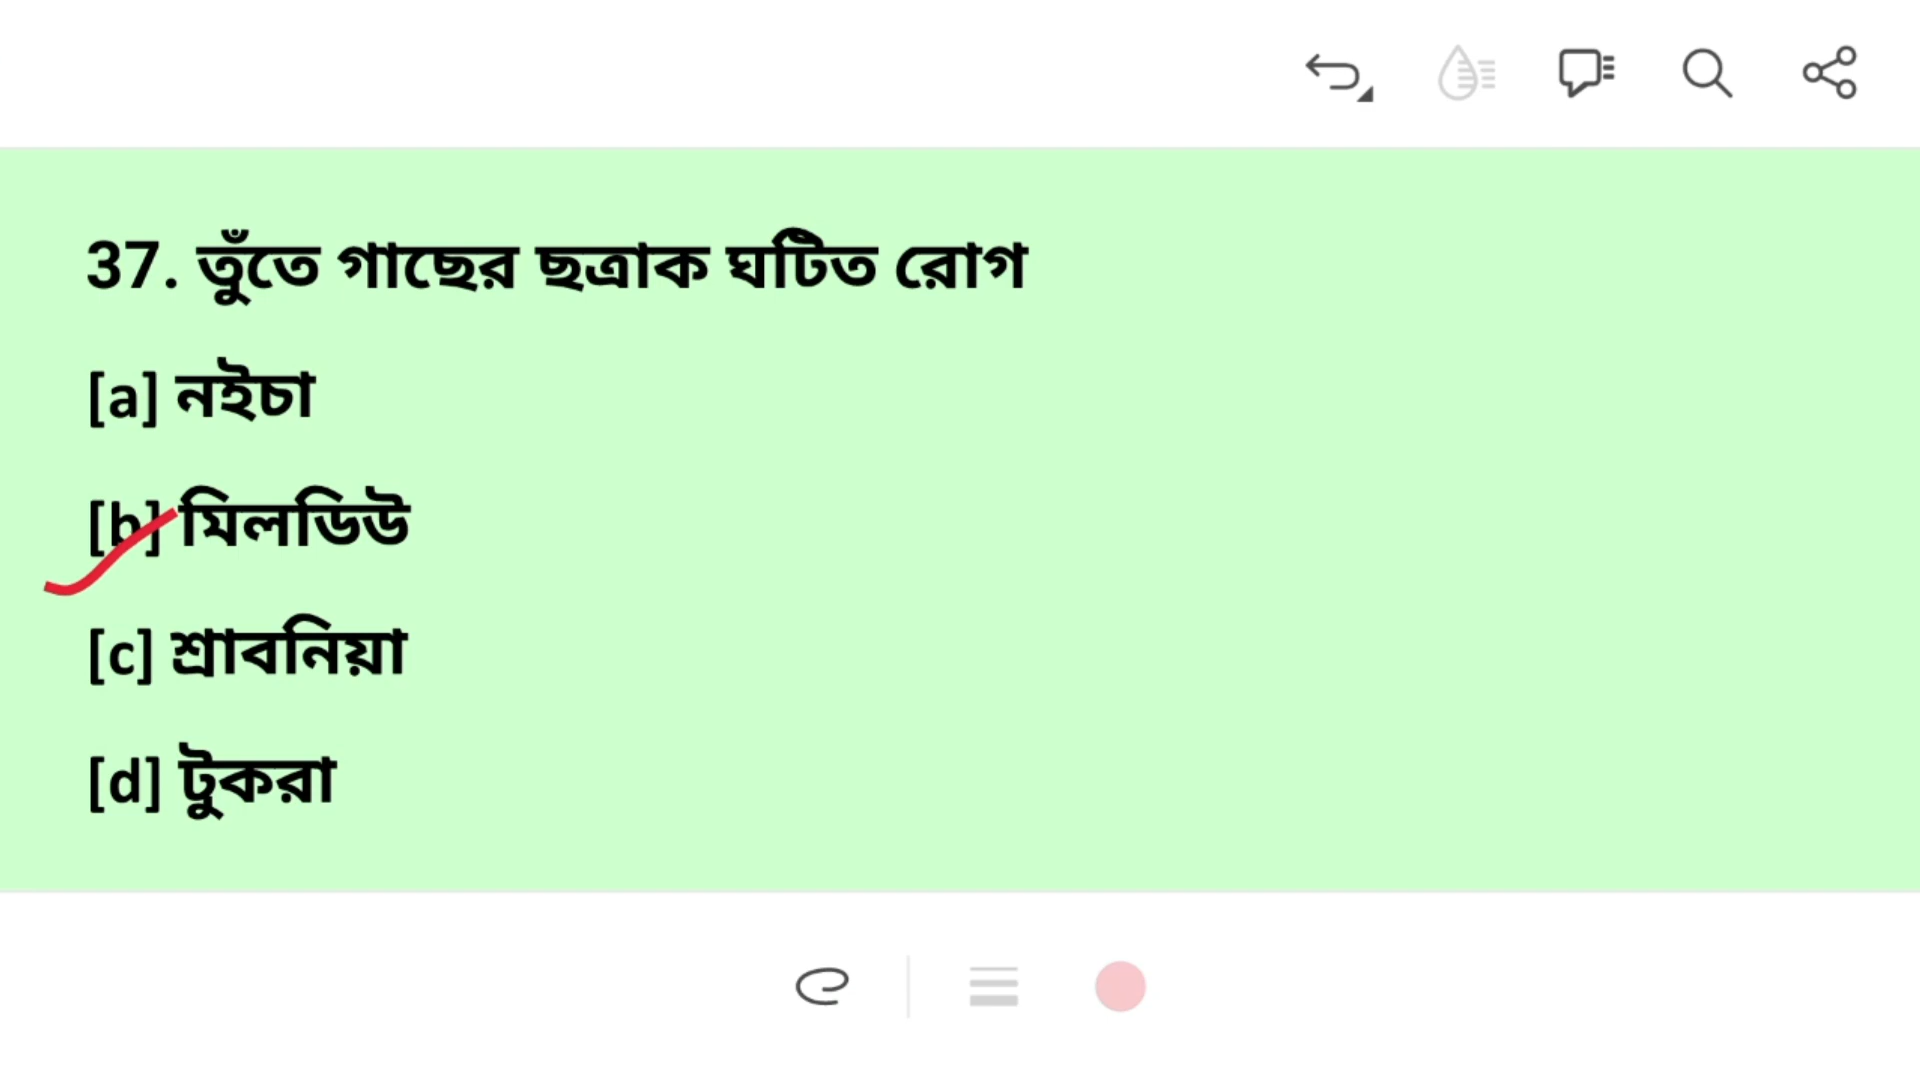 37. তুঁতে গাছের ছত্রাক ঘটিত রোগ
[a] নইচা
[b] মিলডিউ
[c] শ্রাবনিয়া
[d] টুকরা